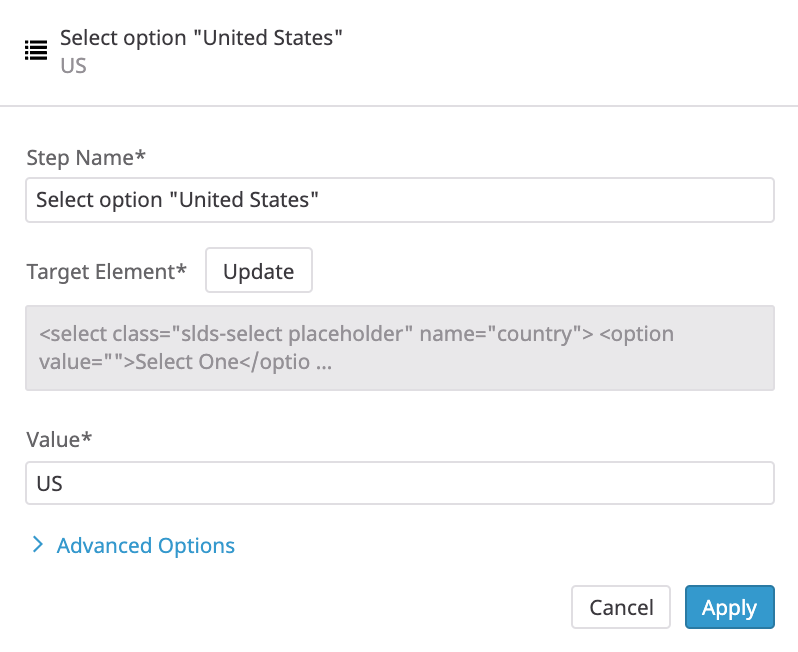 Select option "United States"
US
Step Name*
Select option "United States"
Target Element* Update
<select class="slds-select placeholder" name="country"> <option
value="">Select One</optio ...
Value*
US
Advanced Options
Cancel Apply